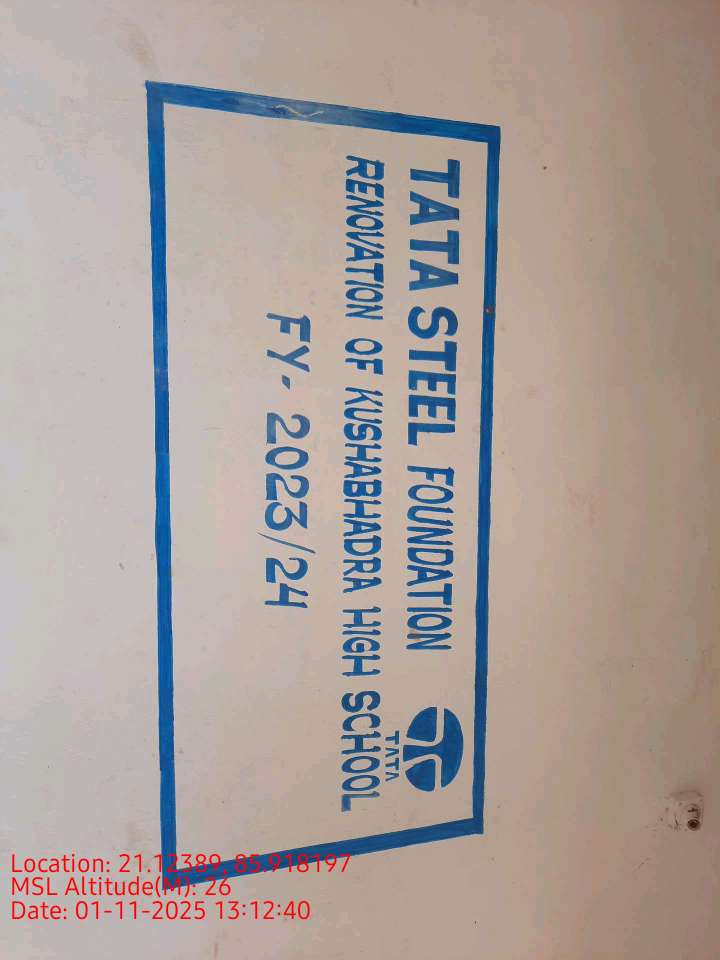 TATA STEEL FOUNDATION
TATA
RENOVATION OF KUSHABHADRA HIGH SCHOOL
FY- 2023/24
Location: 21.12389, 85.918197
MSL Altitude(M): 26
Date: 01-11-2025 13:12:40